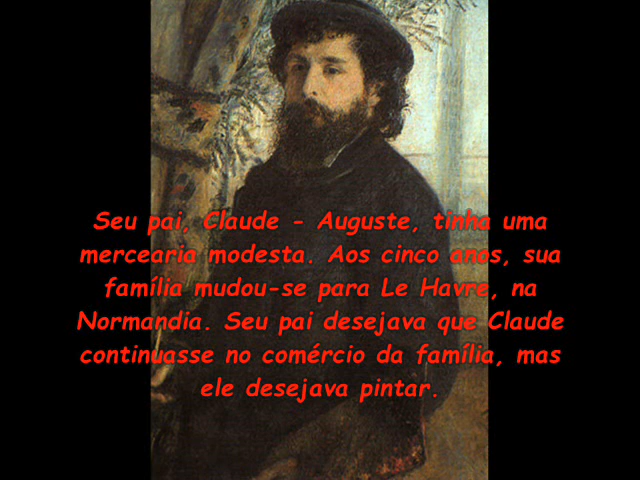 Seu pai, Claude - Auguste, tinha uma
mercearia modesta. Aos cinco anos, sua
família mudou-se para Le Havre, na
Normandia. Seu pai desejava que Claude
continuasse no comércio da família, mas
ele desejava pintar.